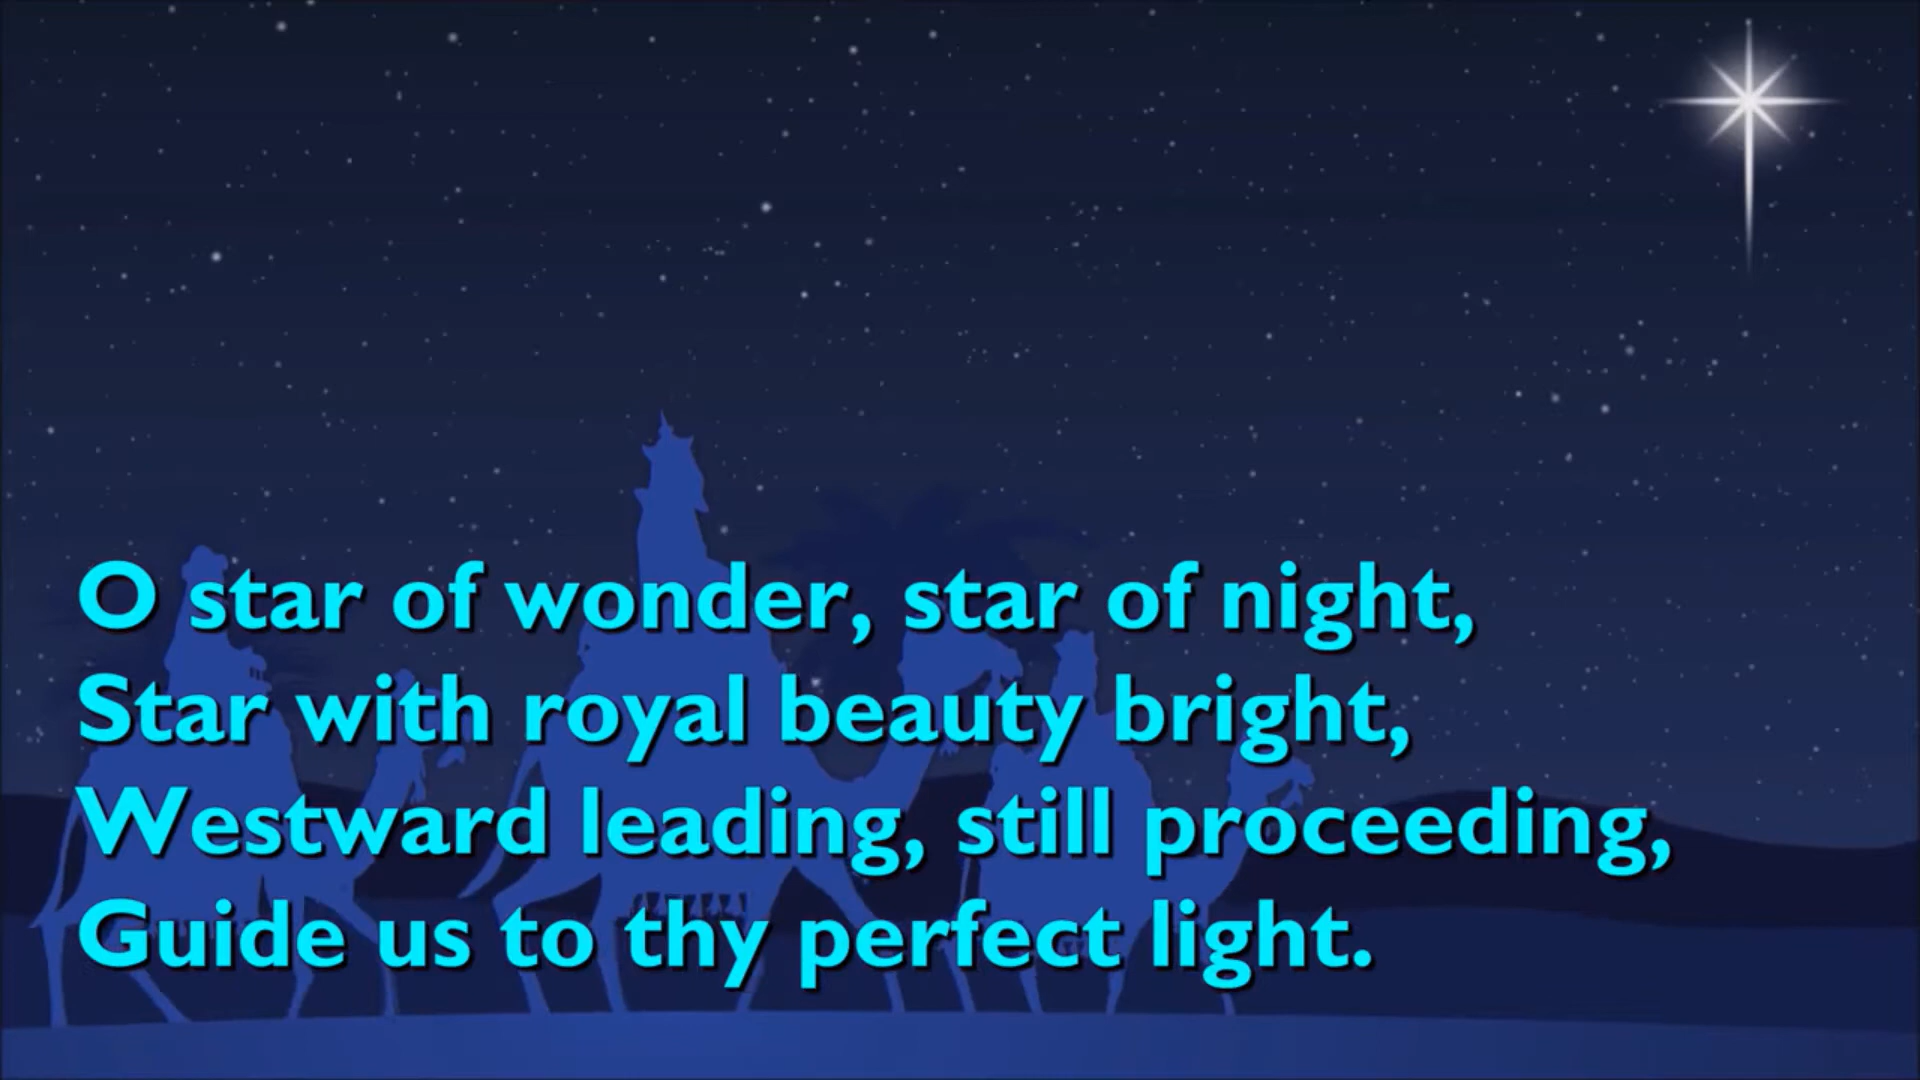 O star of wonder, star of night,
Star with royal beauty bright,
Westward leading, still proceeding,
Guide us to thy perfect light.